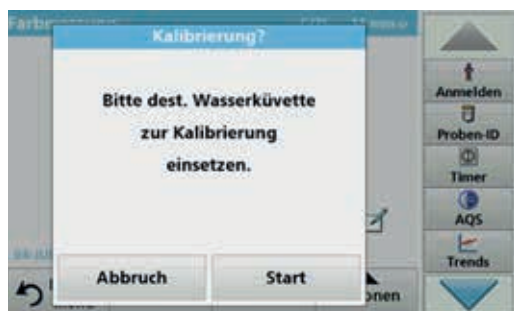 Kalibrierung?
Bitte dest. Wasserküvette
zur Kalibrierung
einsetzen.
Abbruch
Start
Anmelden
Proben-ID
Timer
AQS
Trends